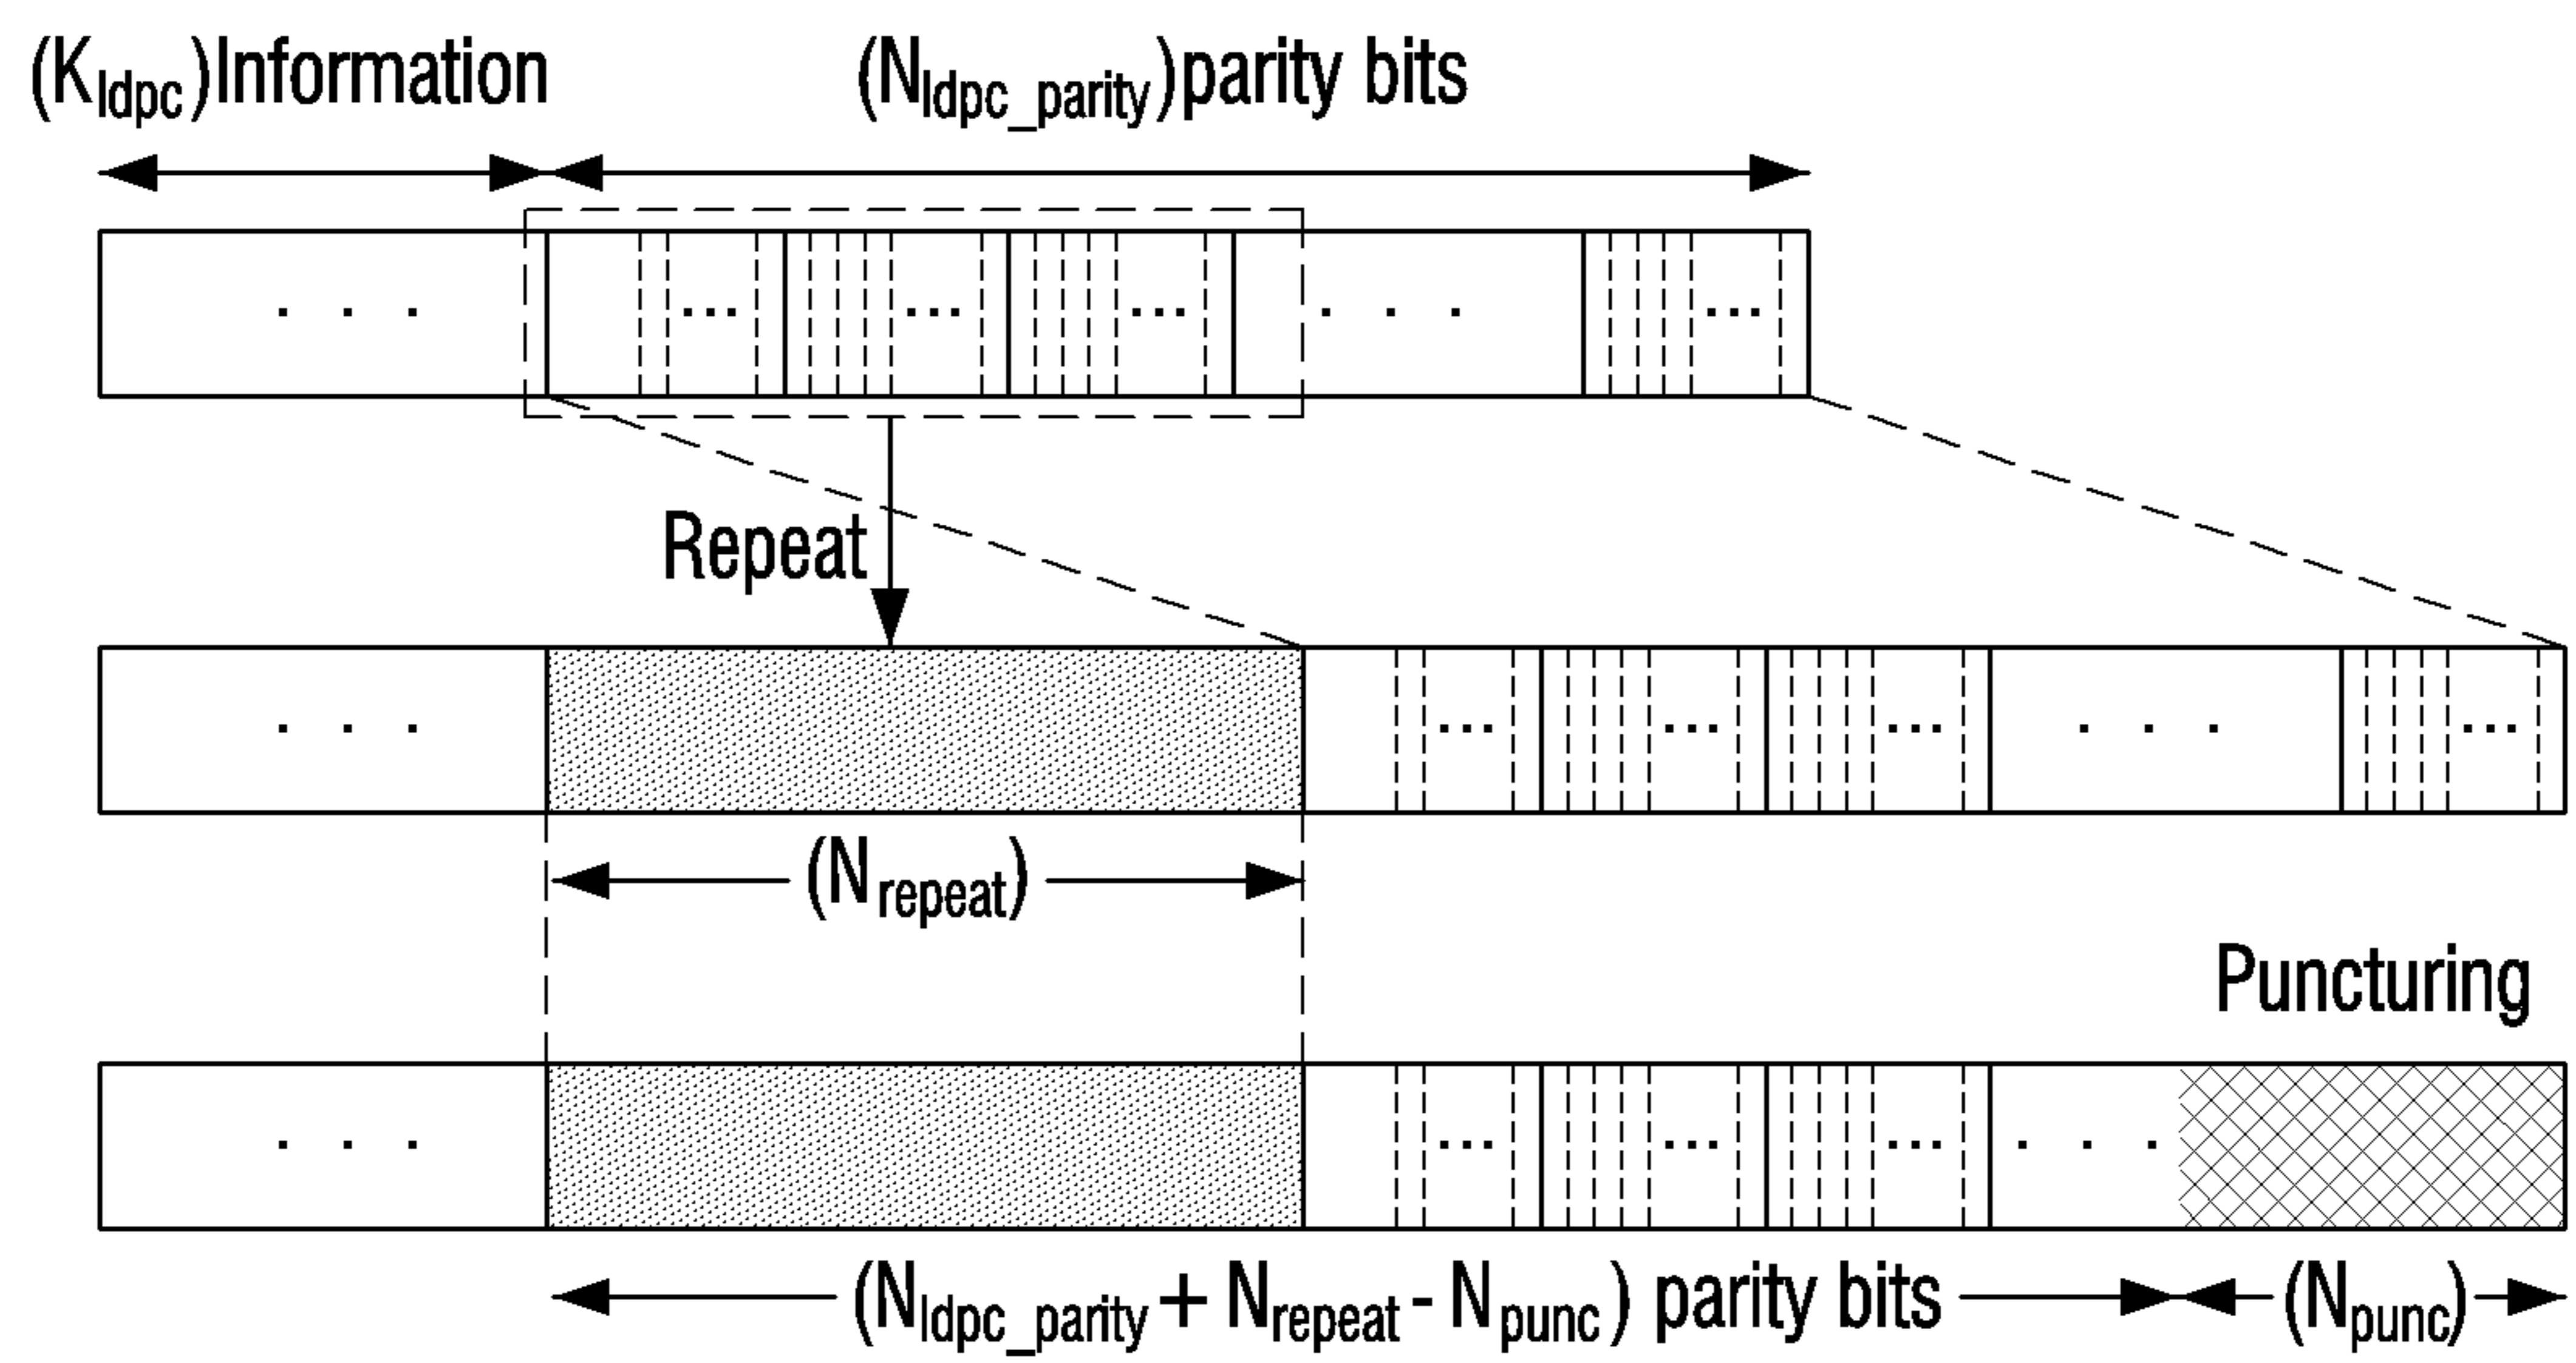 (Kldpc)Information
(Nldpc_parity)parity bits
Repeat
(Nrepeat)
Puncturing
(Nldpc_parity + Nrepeat - Npunc) parity bits
(Npunc)